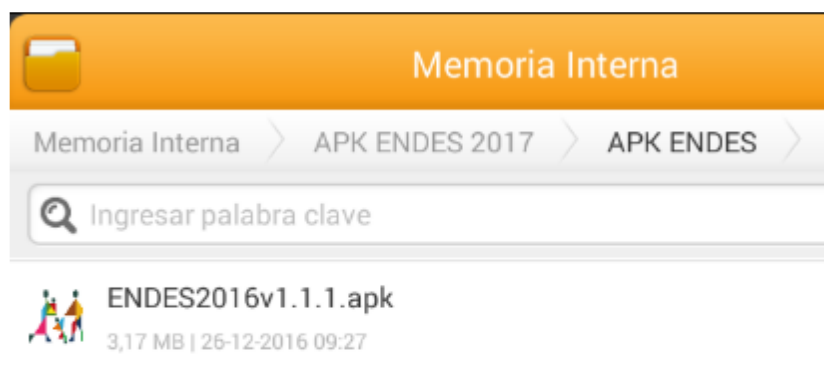 Memoria Interna
Memoria Interna APK ENDES 2017 APK ENDES
Ingresar palabra clave
ENDES2016v1.1.1.apk
3,17 MB | 26-12-2016 09:27